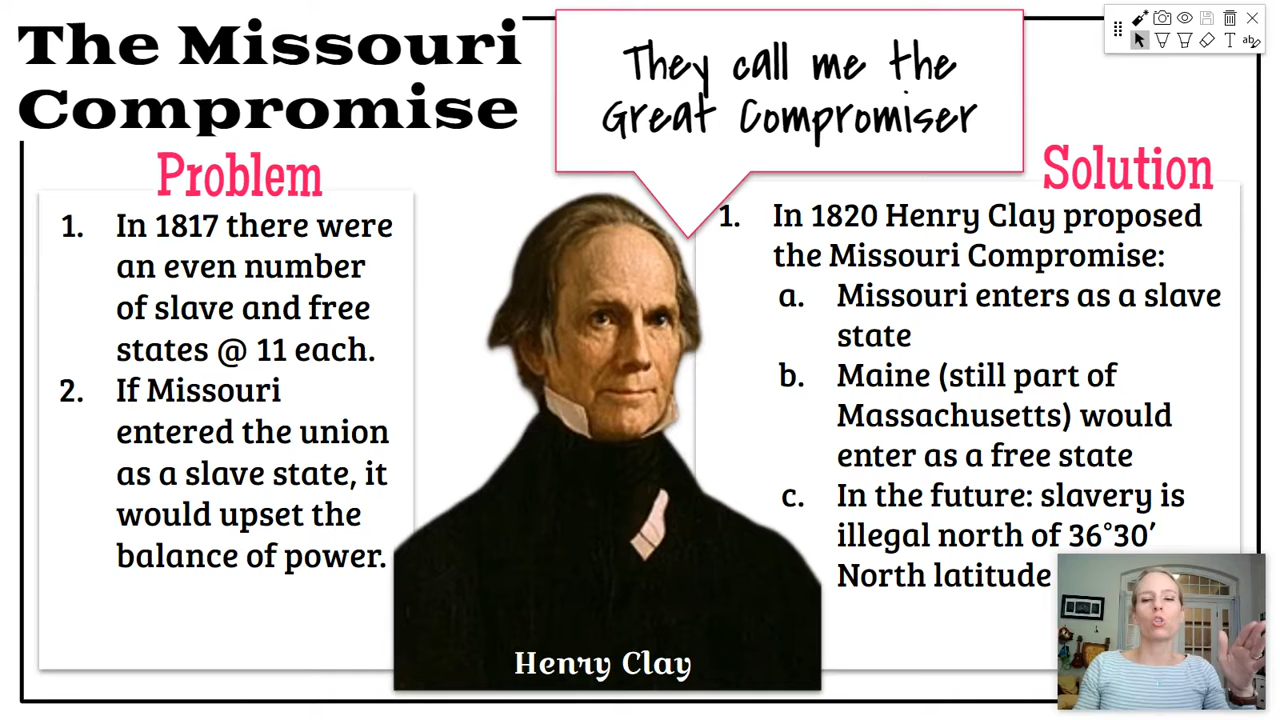 The Missouri
Compromise
They call me the
Great Compromiser
Problem
1. In 1817 there were
an even number
of slave and free
states @ 11 each.
2. If Missouri
entered the union
as a slave state, it
would upset the
balance of power.
Henry Clay
Solution
1. In 1820 Henry Clay proposed
the Missouri Compromise:
a. Missouri enters as a slave
state
b. Maine (still part of
Massachusetts) would
enter as a free state
c. In the future: slavery is
illegal north of 36°30′
North latitude